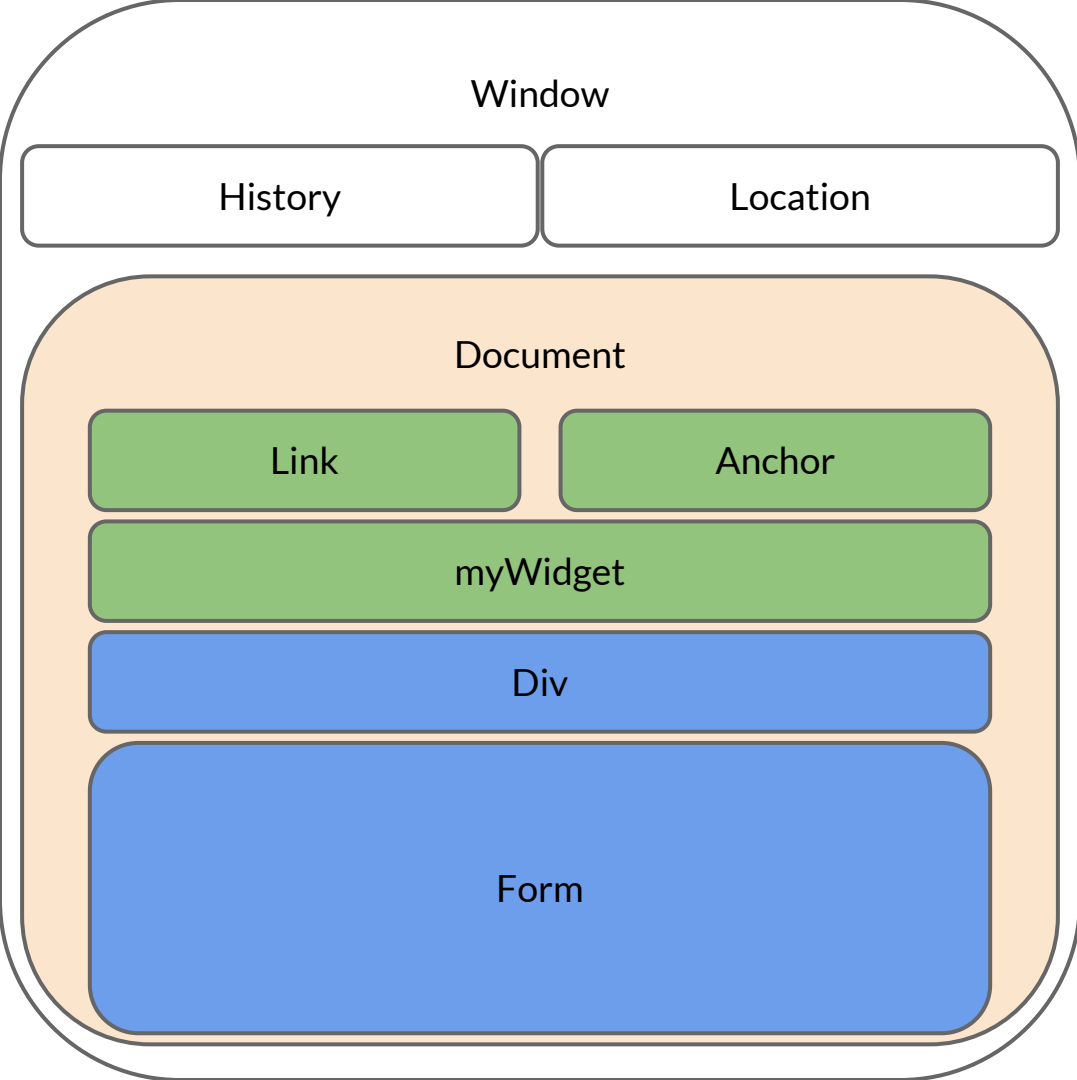 Window
History
Location
Document
Link
Anchor
myWidget
Div
Form